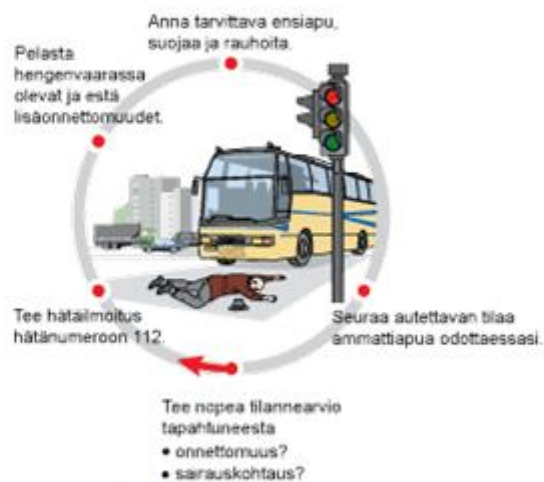 Anna tarvittava ensiapu,
suojaa ja rauhoita.
Pelasta
hengenvaarassa
olevat ja estä
lisäonnettomuudet.
Tee hätäilmoitus
hätänumeroon 112.
Seuraa autettavan tilaa
ammattiapua odottaessasi.
Tee nopea tilannearvio
tapahtuneesta
• onnettomuus?
• sairauskohtaus?